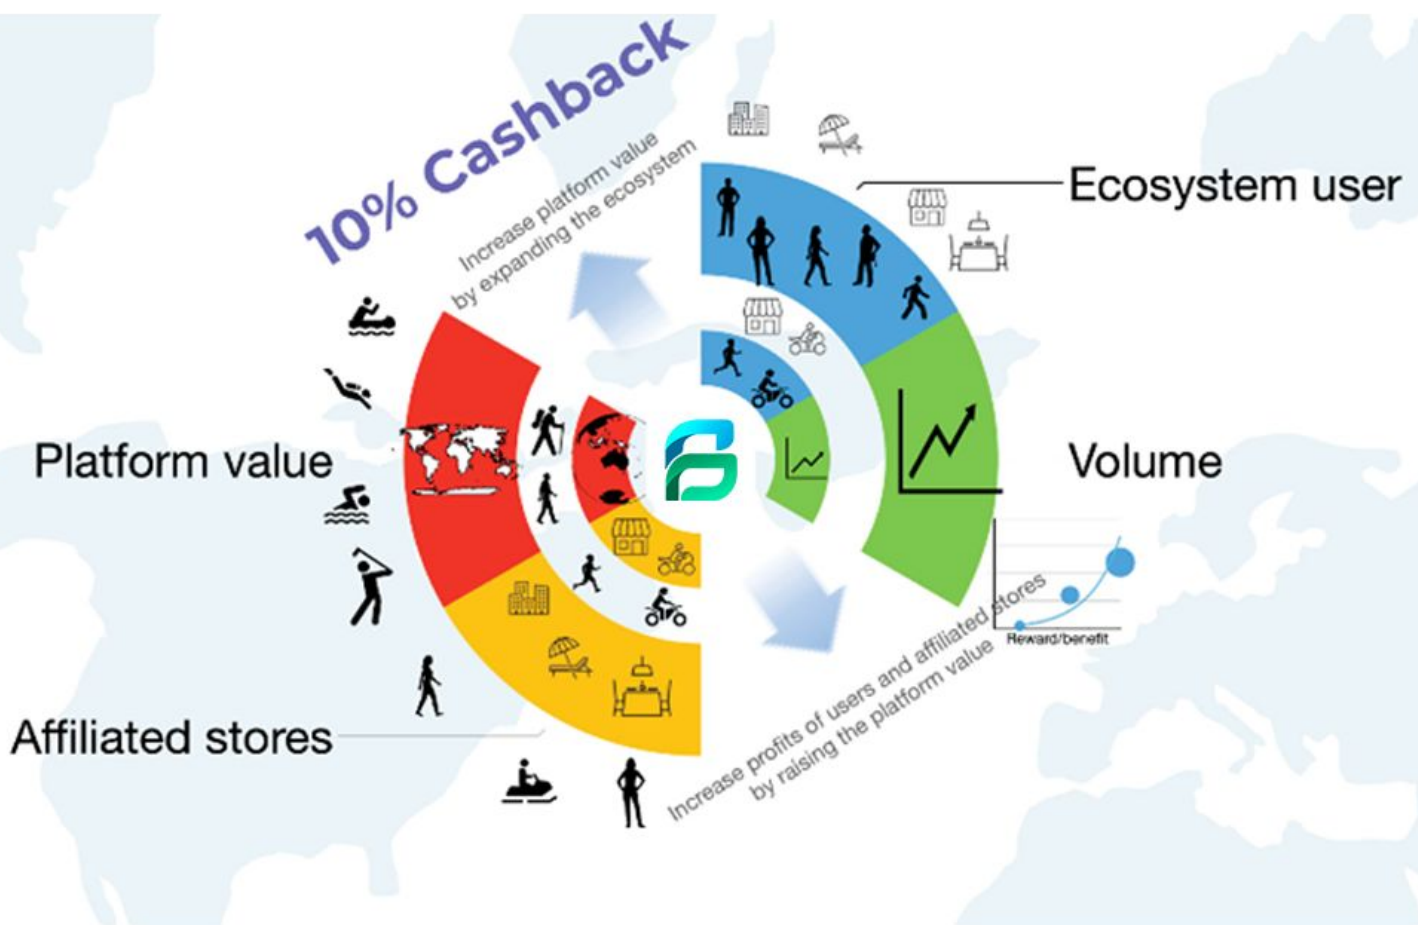 10% Cashback
Increase platform value
by expanding the ecosystem
Ecosystem user
Platform value
Volume
Reward/benefit
Affiliated stores
Increase profits of users and affiliated stores
by raising the platform value